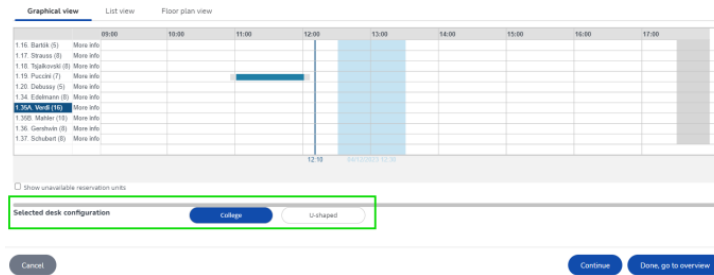 Graphical view List view Floor plan view
09:00 10:00 11:00 12:00 13:00 14:00 15:00 16:00 17:00
1.16. Bartók (6) More info
1.17. Strauss (8) More info
1.18. Tsjaikovski (8) More info
1.19. Puccini (7) More info
1.20. Debussy (5) More info
1.34. Edelmann (8) More info
1.35A. Verdi (16) More info
1.35B. Mahler (10) More info
1.36. Gershwin (8) More info
1.37. Schubert (8) More info
12:10
Show unavailable reservation units
Selected desk configuration College U-shaped
Cancel Continue Done, go to overview